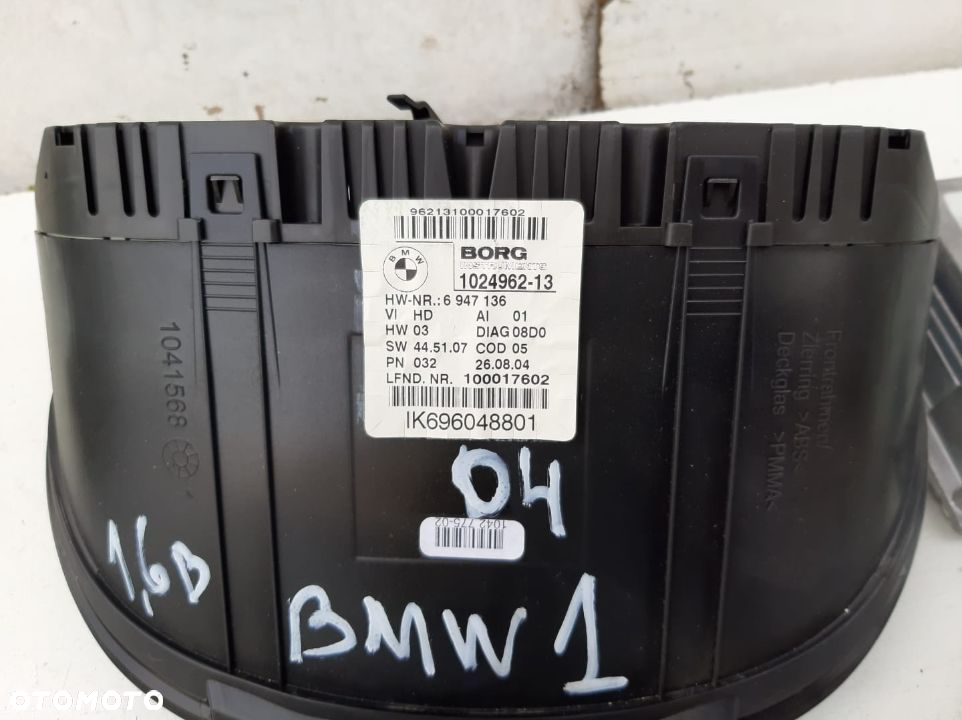 96213100017602
BMW
BORG
INSTRUMENTS
1024962-13
HW-NR.: 6 947 136
VI HD AI 01
HW 03 DIAG 08D0
SW 44.51.07 COD 05
PN 032 26.08.04
LFND. NR. 100017602
IK696048801
1041568
Frontrahmen/
Zierring >ABS<
Deckglas >PMMA<
04
1042 775-02
1,6B
BMW 1
OTOMOTO